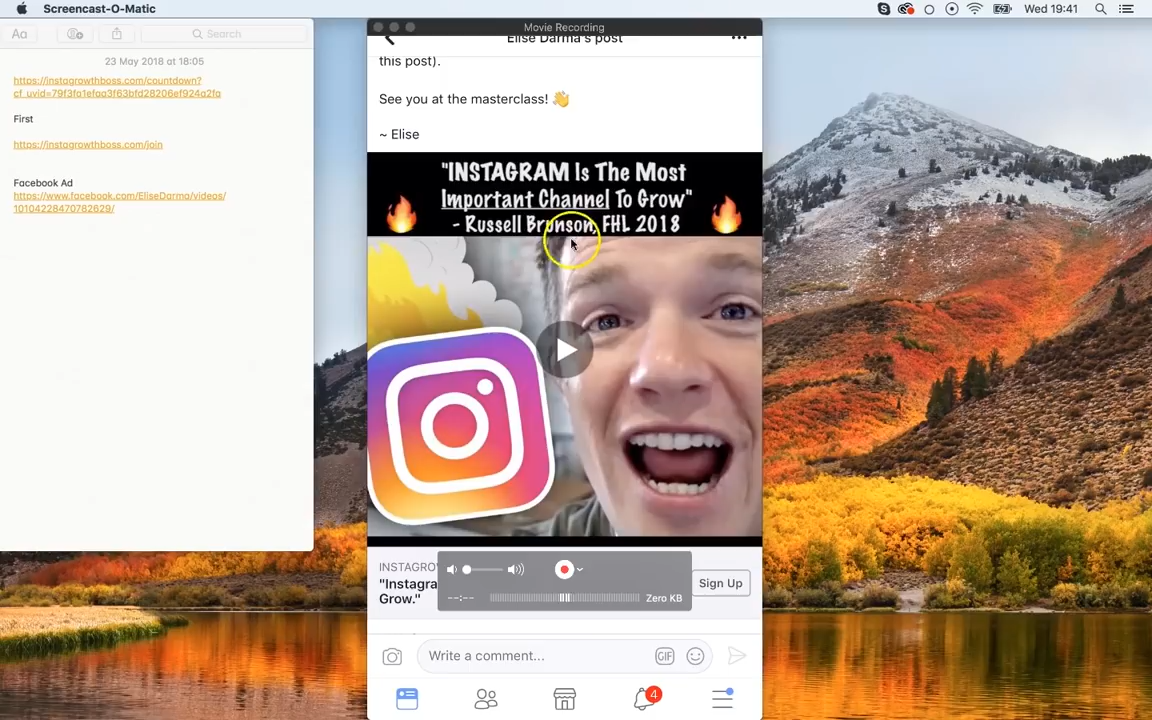 Screencast-O-Matic
Wed 19:41
Aa
Search
23 May 2018 at 18:05
https://instagrowthboss.com/countdown?
cf_uvid=79f3fa1efaa3f63bfd28206ef924a2fa
First
https://instagrowthboss.com/join
Facebook Ad
https://www.facebook.com/EliseDarma/videos/
10104228470782629/
Movie Recording
Elise Darma's post
this post).
See you at the masterclass! 👋
~ Elise
"INSTAGRAM Is The Most
Important Channel To Grow"
- Russell Brunson, FHL 2018
INSTAGRO
"Instagra
Grow."
Sign Up
--:--
Zero KB
Write a comment...
GIF
4